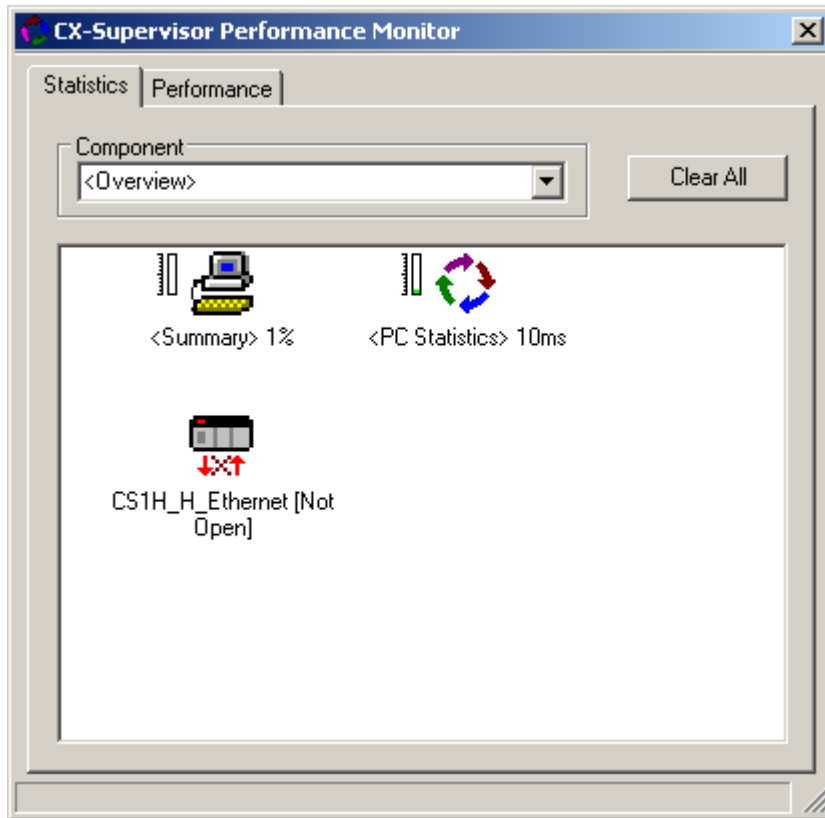 CX-Supervisor Performance Monitor
Statistics
Performance
Component
<Overview>
Clear All
<Summary> 1%
<PC Statistics> 10ms
CS1H_H_Ethernet [Not
Open]